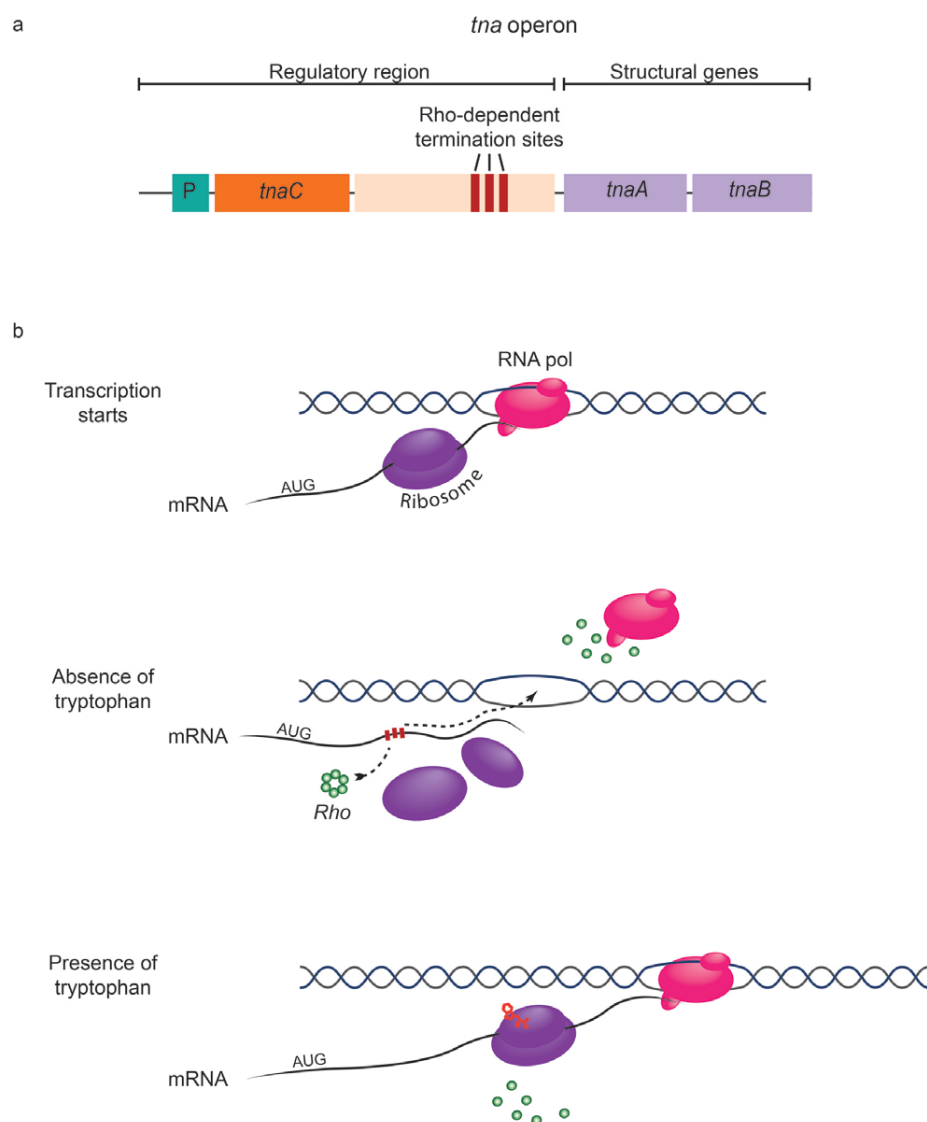 a
tna operon
Regulatory region
Structural genes
Rho-dependent
termination sites
P
tnaC
tnaA
tnaB
b
Transcription
starts
RNA pol
AUG
Ribosome
mRNA
Absence of
tryptophan
mRNA
AUG
Rho
Presence of
tryptophan
AUG
mRNA